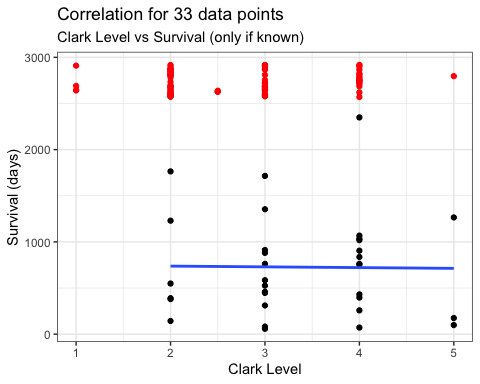 Correlation for 33 data points
Clark Level vs Survival (only if known)
3000
2000
1000
0
Survival (days)
1 2 3 4 5
Clark Level